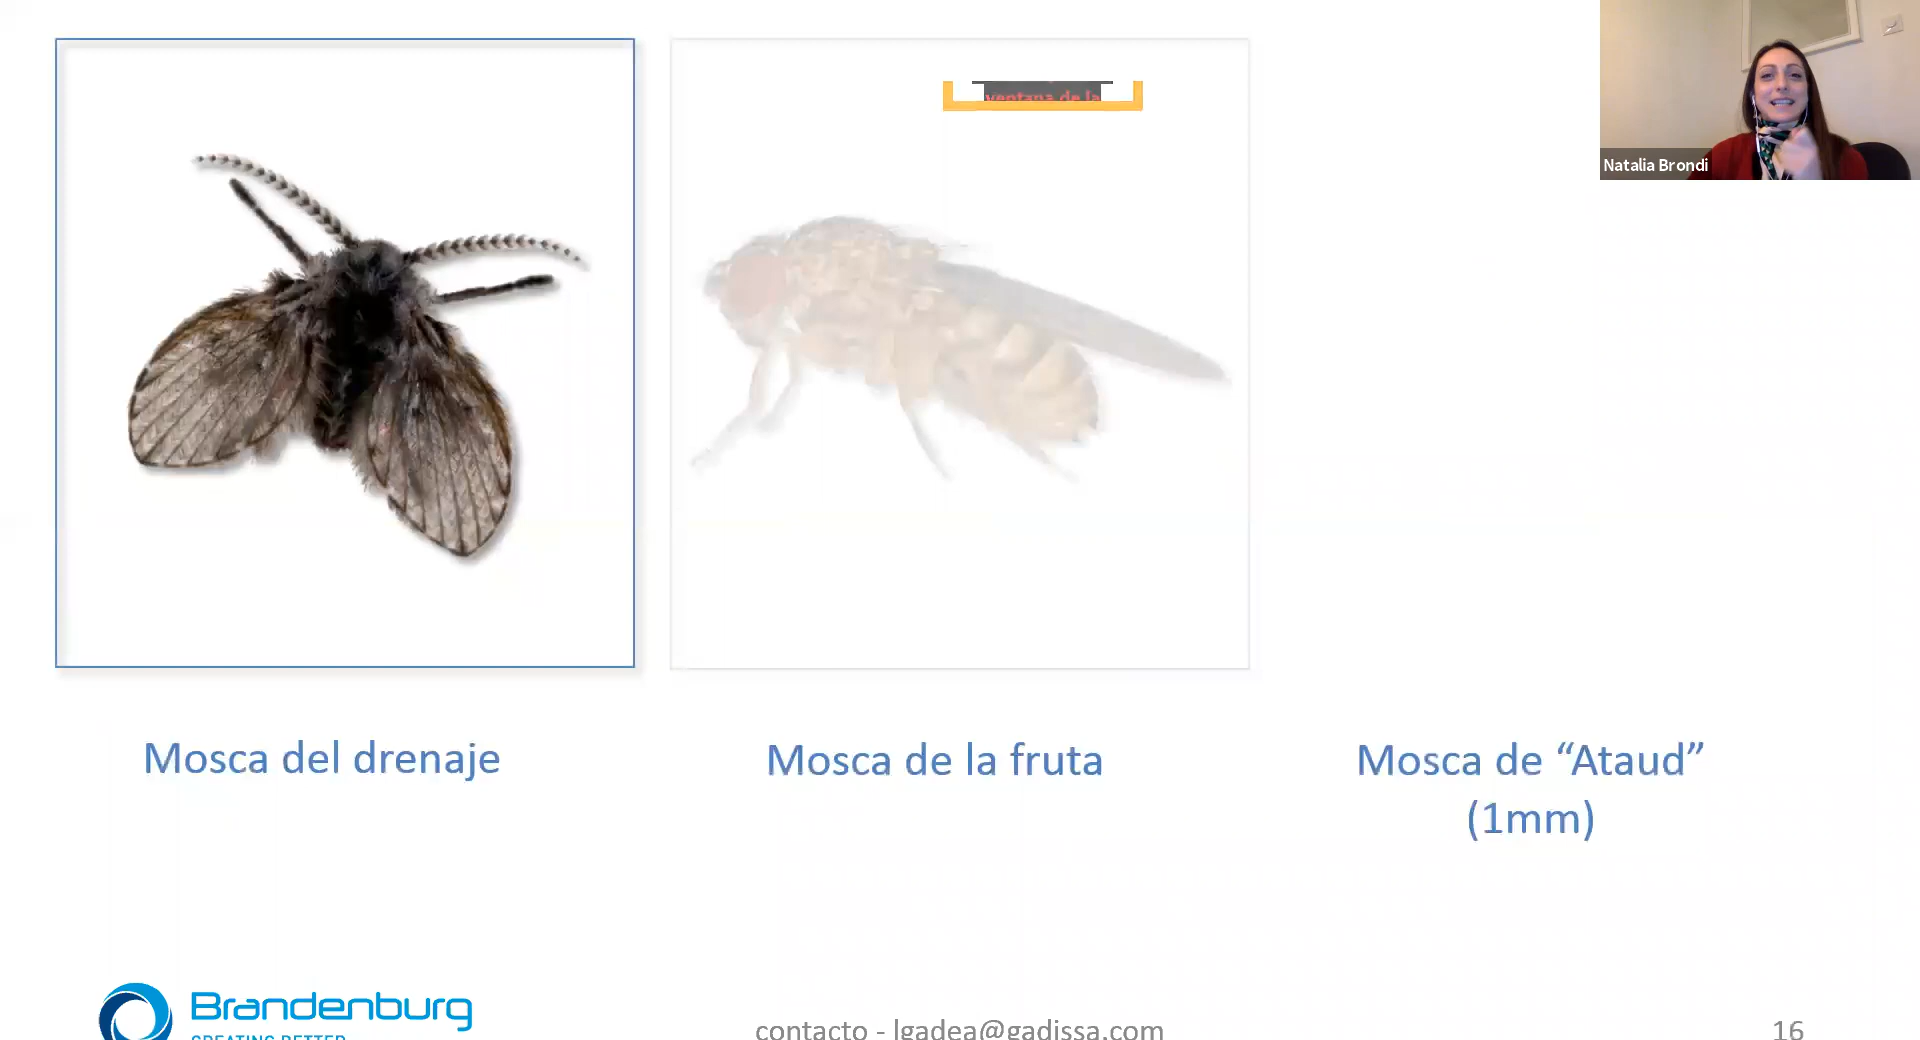 ventana de la
Natalia Brondi
Mosca del drenaje
Mosca de la fruta
Mosca de “Ataud”
(1mm)
Brandenburg
CREATING BETTER
contacto - lgadea@gadissa.com
16